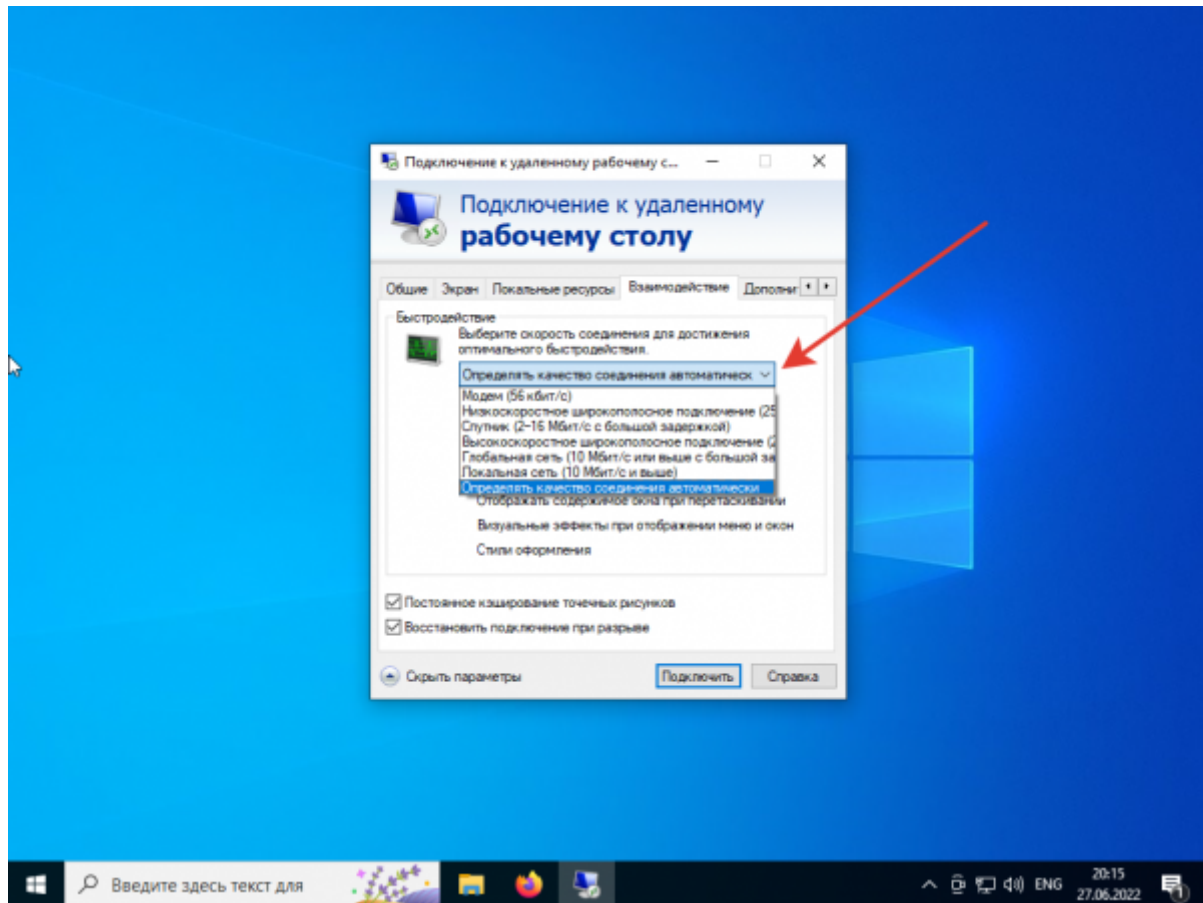 Подключение к удаленному рабочему с...
Подключение к удаленному
рабочему столу
Общие Экран Локальные ресурсы Взаимодействие Дополнит
Быстродействие
Выберите скорость соединения для достижения
оптимального быстродействия.
Определять качество соединения автоматическ
Модем (56 кбит/с)
Низкоскоростное широкополосное подключение (25
Спутник (2-16 Мбит/с с большой задержкой)
Высокоскоростное широкополосное подключение (2
Глобальная сеть (10 Мбит/с или выше с большой за
Локальная сеть (10 Мбит/с и выше)
Определять качество соединения автоматически
Отображать содержимое окна при перетаскивании
Визуальные эффекты при отображении меню и окон
Стили оформления
Постоянное кэширование точечных рисунков
Восстановить подключение при разрыве
Скрыть параметры Подключить Справка
Введите здесь текст для ENG 20:15
27.06.2022
1